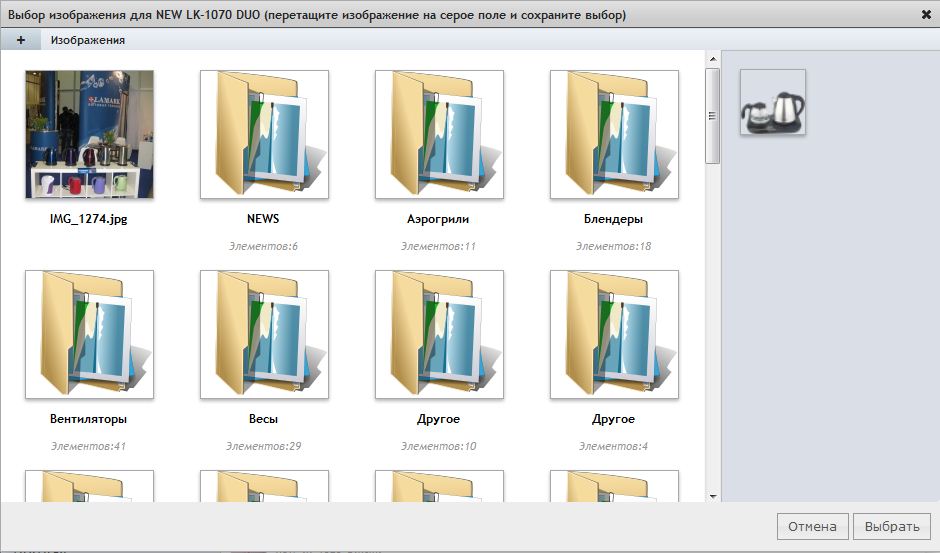 Выбор изображения для NEW LK-1070 DUO (перетащите изображение на серое поле и сохраните выбор)
+ Изображения
LAMARK
IMG_1274.jpg NEWS Аэрогрили Блендеры
Элементов:6 Элементов:11 Элементов:18
Вентиляторы Весы Другое Другое
Элементов:41 Элементов:29 Элементов:10 Элементов:4
Отмена Выбрать